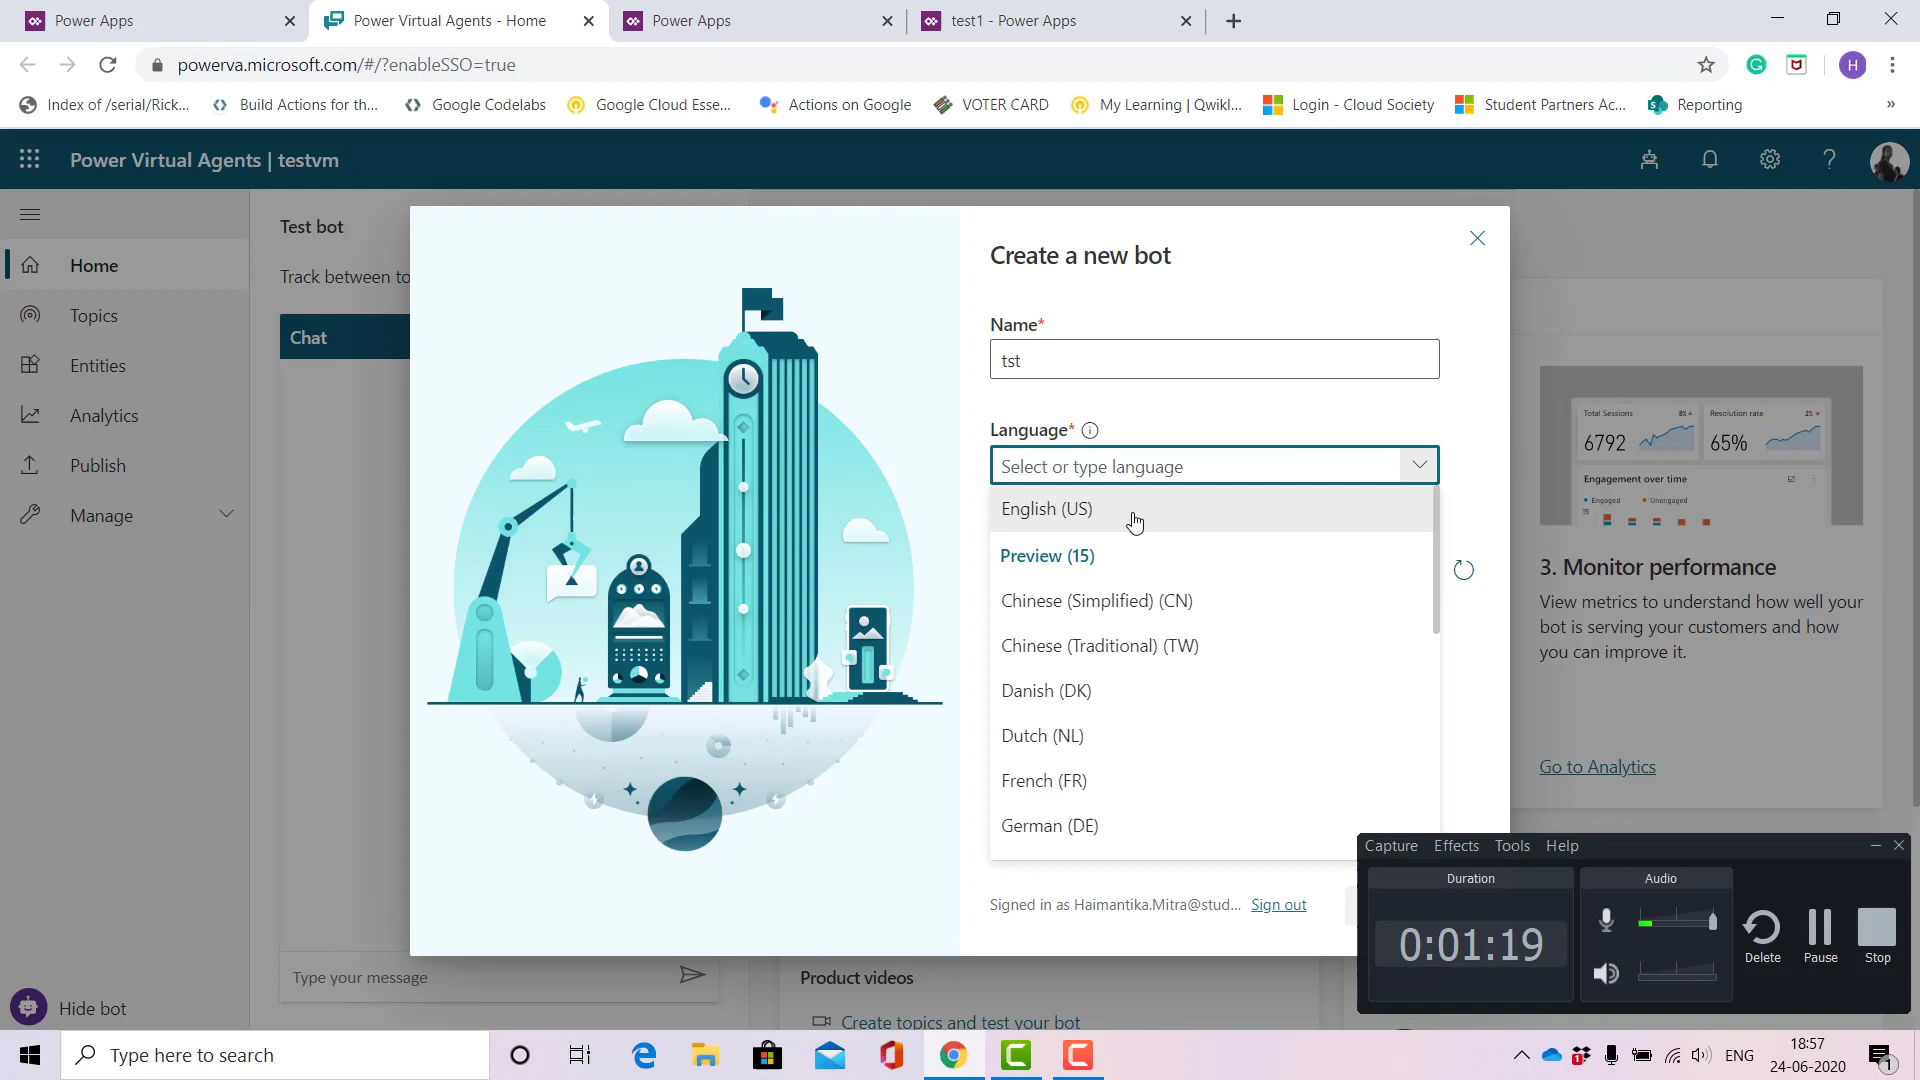 Power Apps
Power Virtual Agents - Home
Power Apps
test1 - Power Apps
powerva.microsoft.com/#/?enableSSO=true
H
Index of /serial/Rick...
Build Actions for th...
Google Codelabs
Google Cloud Esse...
Actions on Google
VOTER CARD
My Learning | Qwikl...
Login - Cloud Society
Student Partners Ac...
Reporting
»
Power Virtual Agents | testvm
Home
Topics
Entities
Analytics
Publish
Manage
Hide bot
Test bot
Track between to
Chat
Type your message
Create a new bot
Name*
tst
Language*
Select or type language
English (US)
Preview (15)
Chinese (Simplified) (CN)
Chinese (Traditional) (TW)
Danish (DK)
Dutch (NL)
French (FR)
German (DE)
Signed in as Haimantika.Mitra@stud... Sign out
Total Sessions 8%
6792
Resolution rate 2%
65%
Engagement over time
Engaged Unengaged
15
3. Monitor performance
View metrics to understand how well your
bot is serving your customers and how
you can improve it.
Go to Analytics
Product videos
Create topics and test your bot
Capture Effects Tools Help
Duration
0:01:19
Audio
Delete
Pause
Stop
Type here to search
ENG
18:57
24-06-2020
1